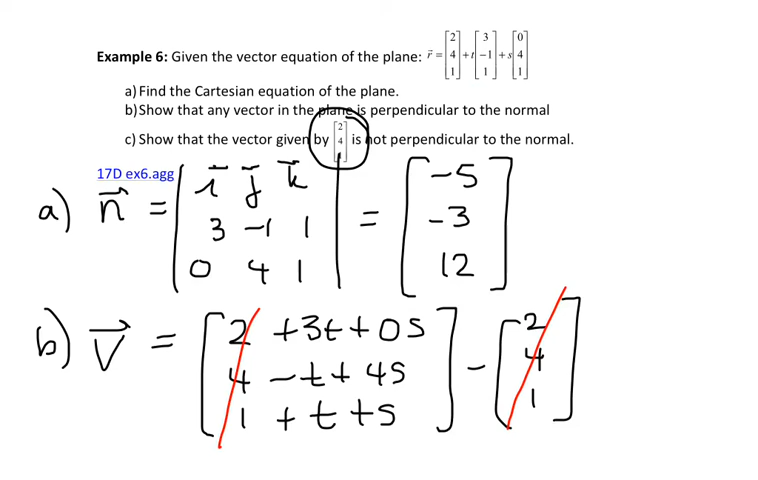 Example 6: Given the vector equation of the plane: r⃗ = [2 4 1] + t [3 −1 1] + s [0 4 1]
a) Find the Cartesian equation of the plane.
b) Show that any vector in the plane is perpendicular to the normal
c) Show that the vector given by [2 4 1] is not perpendicular to the normal.
17D ex6.agg
a) n⃗ = | i⃗ j⃗ k⃗ | = [ -5 ]
3 -1 1 -3
0 4 1 12
b) V⃗ = [ 2 + 3t + 0s ] - [ 2 ]
4 - t + 4s 4
1 + t + s 1